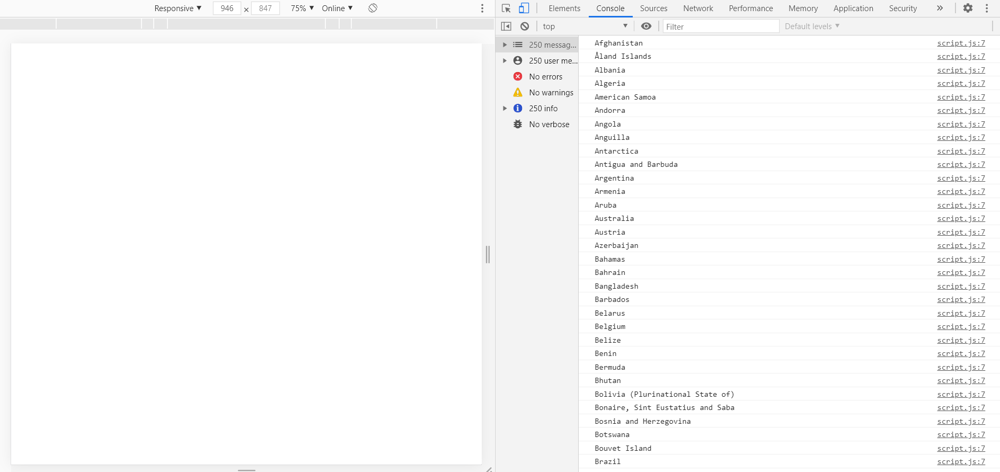 Responsive ▼ 946 × 847 75% ▼ Online ▼
Elements Console Sources Network Performance Memory Application Security »
top ▼ Filter Default levels ▼
250 messag...
250 user me...
No errors
No warnings
250 info
No verbose
Afghanistan script.js:7
Åland Islands script.js:7
Albania script.js:7
Algeria script.js:7
American Samoa script.js:7
Andorra script.js:7
Angola script.js:7
Anguilla script.js:7
Antarctica script.js:7
Antigua and Barbuda script.js:7
Argentina script.js:7
Armenia script.js:7
Aruba script.js:7
Australia script.js:7
Austria script.js:7
Azerbaijan script.js:7
Bahamas script.js:7
Bahrain script.js:7
Bangladesh script.js:7
Barbados script.js:7
Belarus script.js:7
Belgium script.js:7
Belize script.js:7
Benin script.js:7
Bermuda script.js:7
Bhutan script.js:7
Bolivia (Plurinational State of) script.js:7
Bonaire, Sint Eustatius and Saba script.js:7
Bosnia and Herzegovina script.js:7
Botswana script.js:7
Bouvet Island script.js:7
Brazil script.js:7